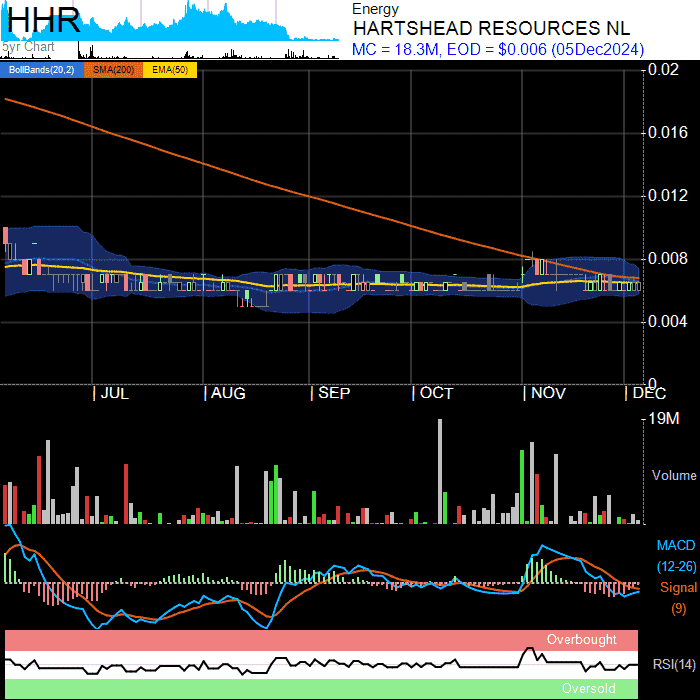 HHR
5yr Chart
Energy
HARTSHEAD RESOURCES NL
MC = 18.3M, EOD = $0.006 (05Dec2024)
BollBands(20,2) SMA(200) EMA(50)
0.02
0.016
0.012
0.008
0.004
0
JUL AUG SEP OCT NOV DEC
19M
Volume
MACD
(12-26)
Signal
(9)
Overbought
RSI(14)
Oversold